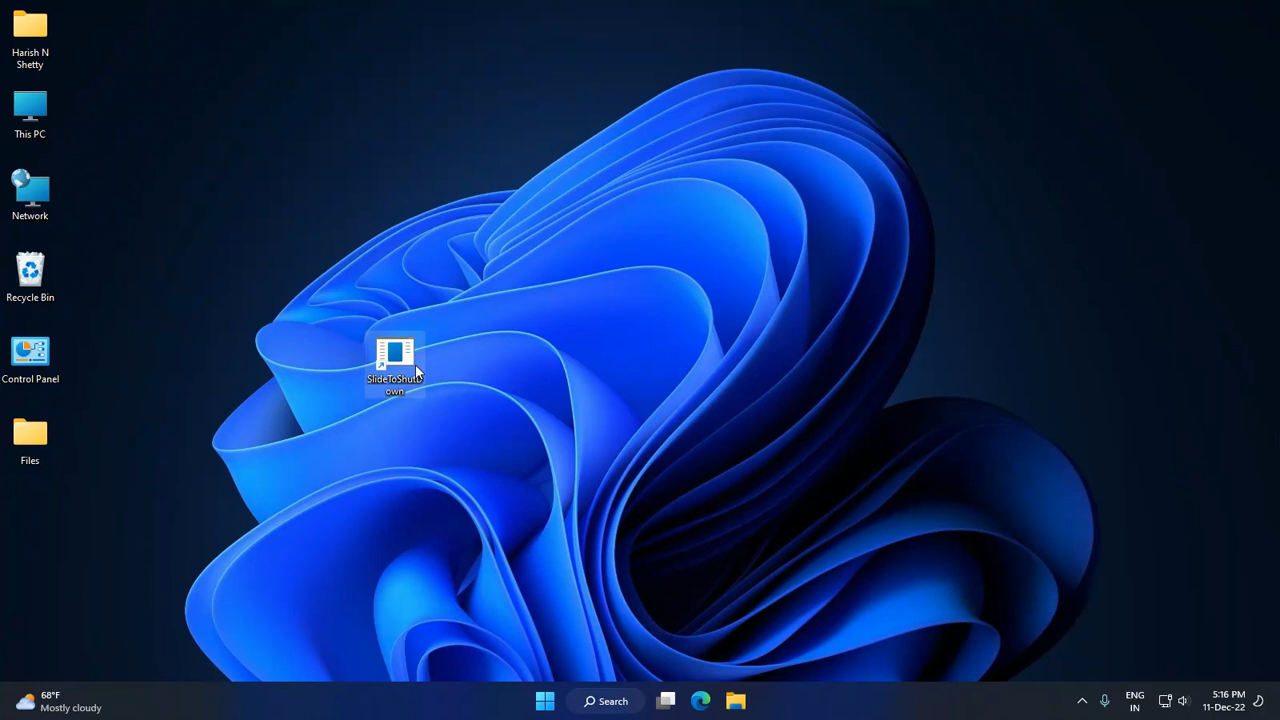 Harish N
Shetty
This PC
Network
Recycle Bin
Control Panel
Files
SlideToShutD
own
68°F
Mostly cloudy
Search
ENG
IN
5:16 PM
11-Dec-22